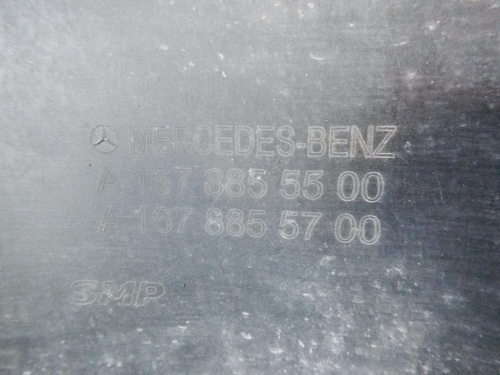 MERCEDES-BENZ
A 167 885 55 00
A 167 885 57 00
SMP